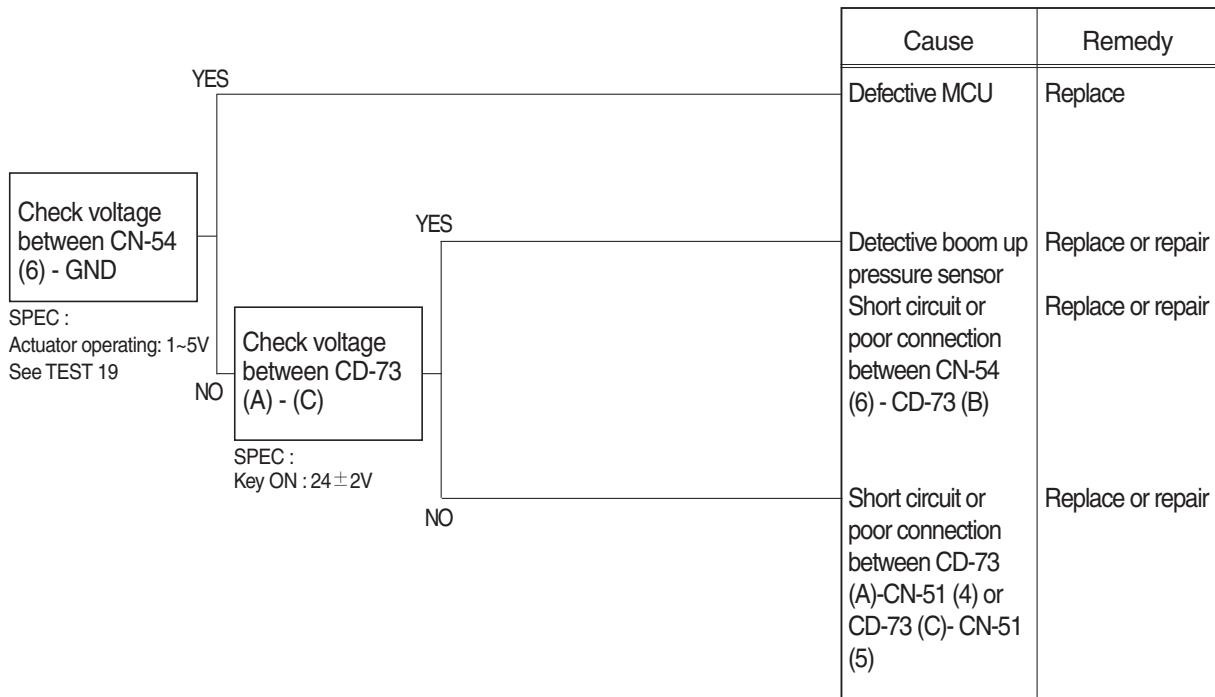 Cause
Remedy
YES
Defective MCU
Replace
Check voltage
between CN-54
(6) - GND
SPEC :
Actuator operating: 1~5V
See TEST 19
YES
Detective boom up
pressure sensor
Replace or repair
Short circuit or
poor connection
between CN-54
(6) - CD-73 (B)
Replace or repair
NO
Check voltage
between CD-73
(A) - (C)
SPEC :
Key ON : 24±2V
NO
Short circuit or
poor connection
between CD-73
(A)-CN-51 (4) or
CD-73 (C)- CN-51
(5)
Replace or repair